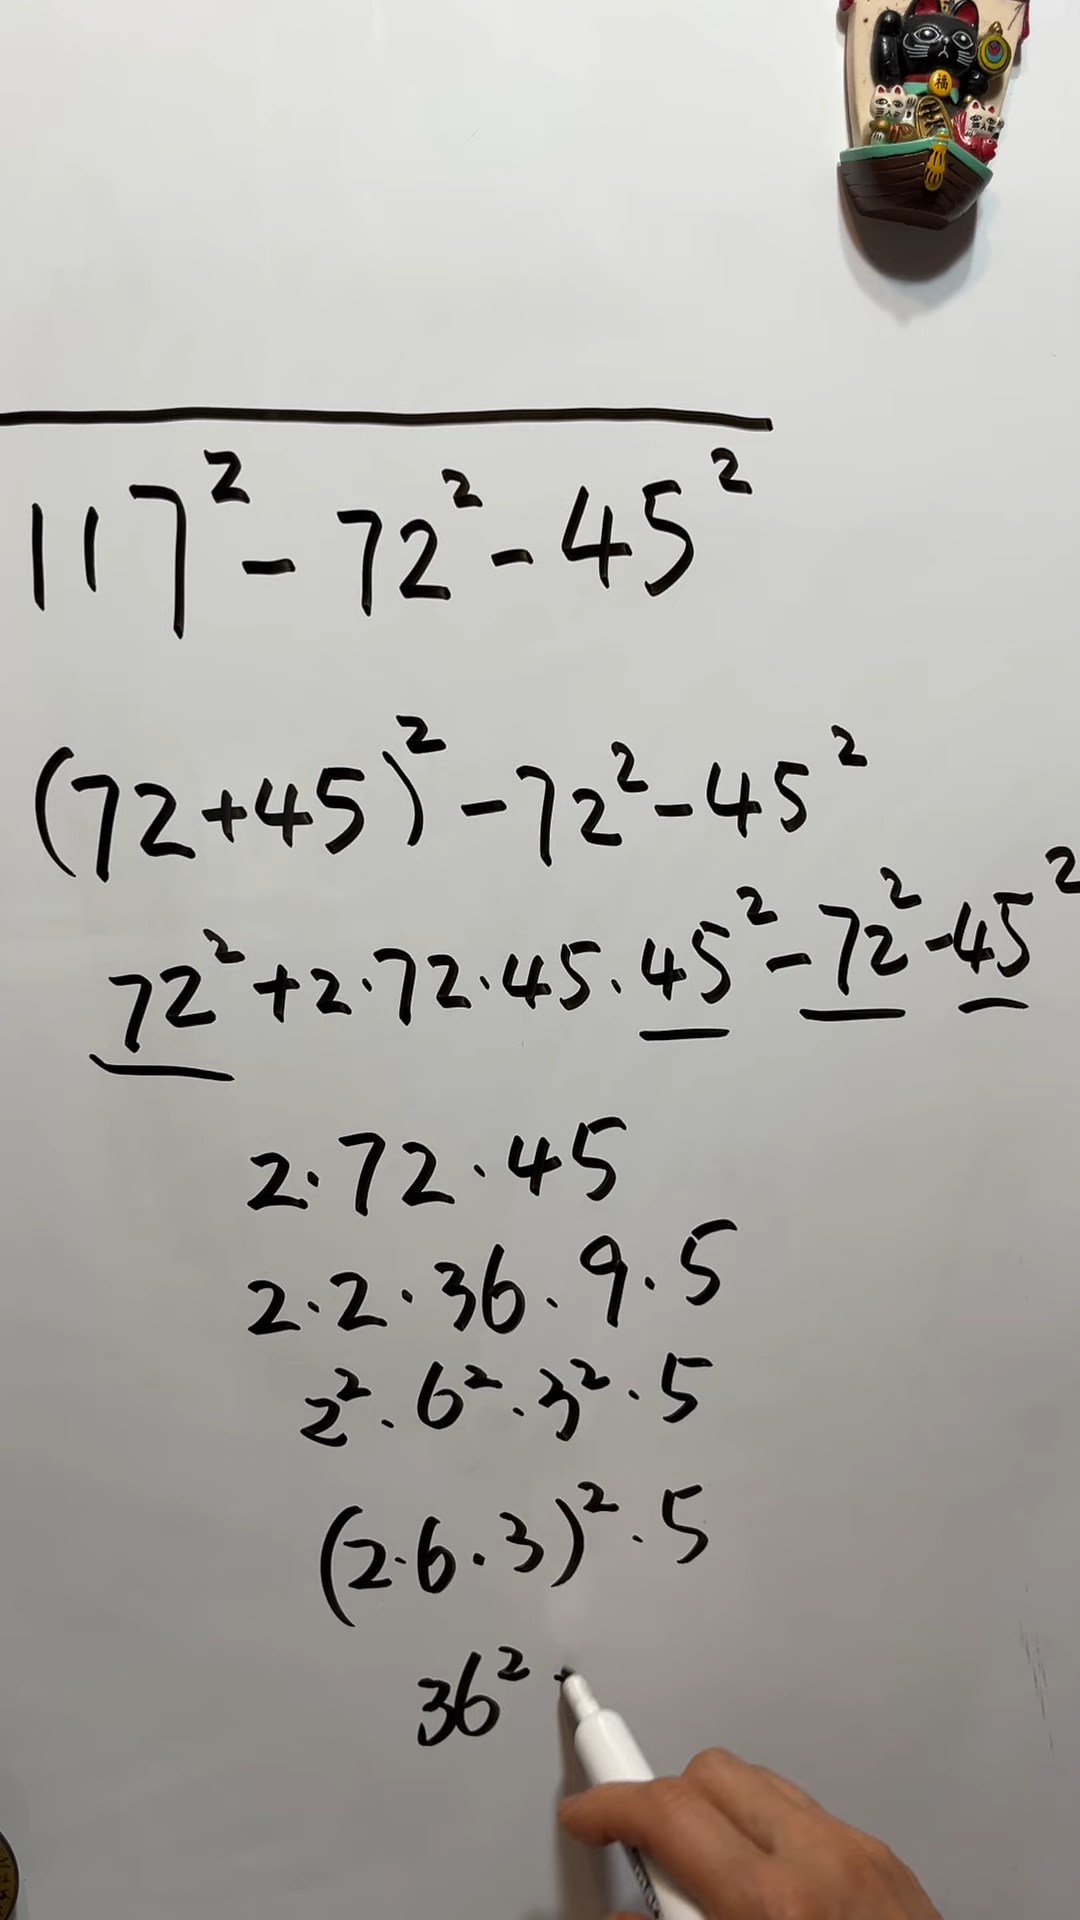 福
117² - 72² - 45²
(72+45)² - 72² - 45²
72² + 2·72·45·45² - 72² - 45²
2·72·45
2·2·36·9·5
2²·6²·3²·5
(2·6·3)²·5
36²